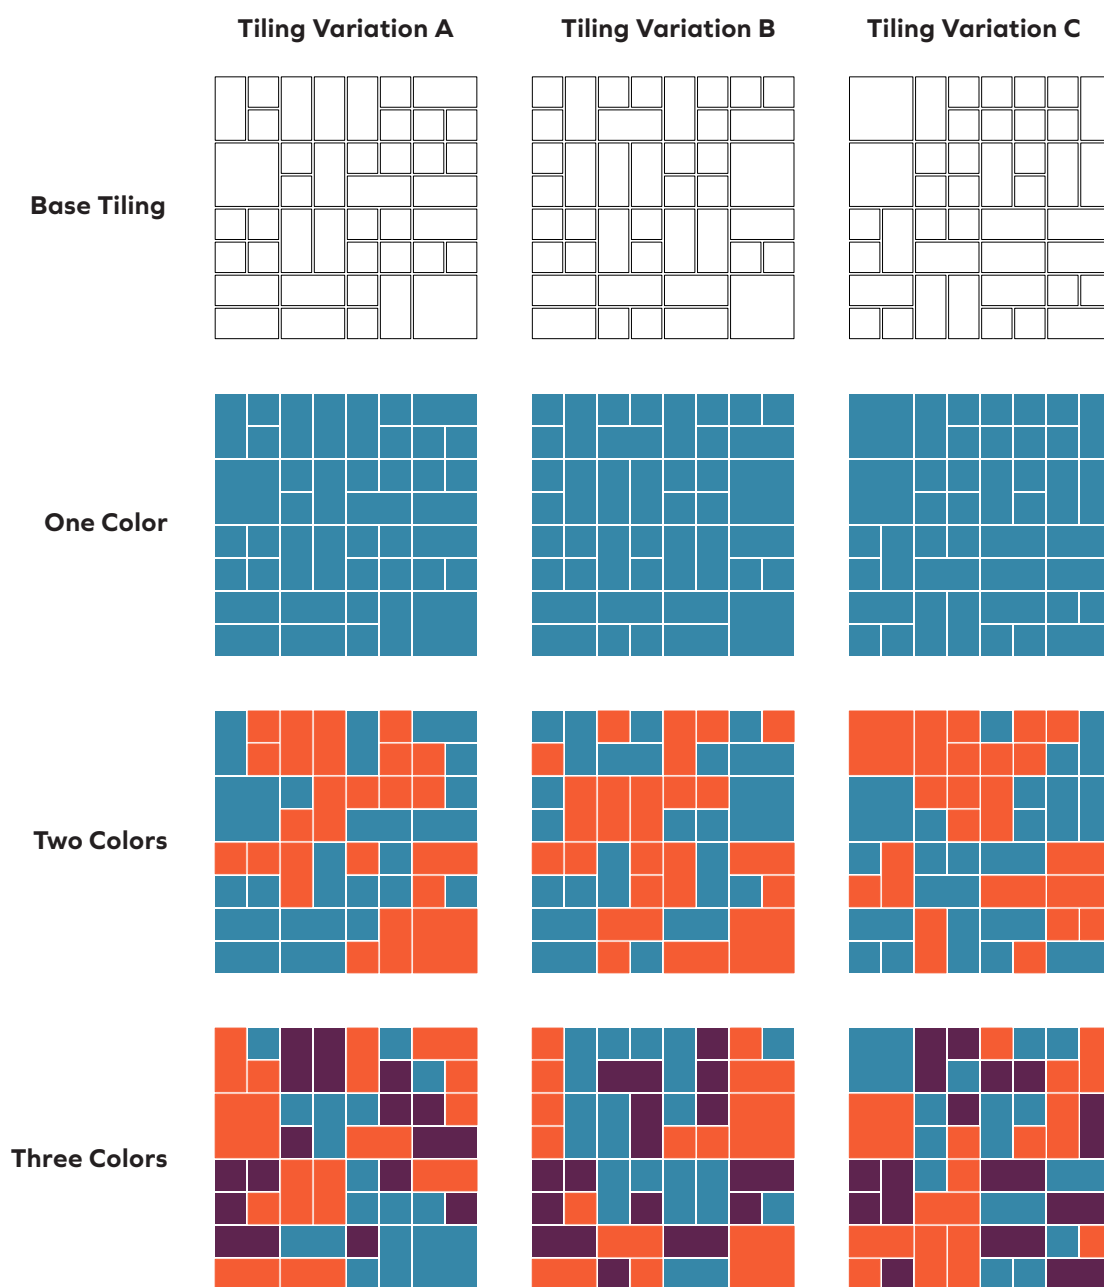 Tiling Variation A
Tiling Variation B
Tiling Variation C
Base Tiling
One Color
Two Colors
Three Colors